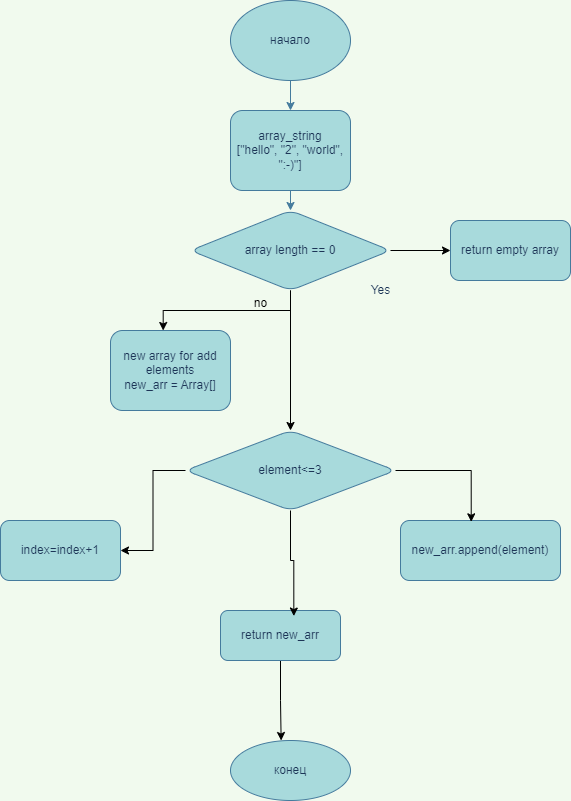 начало
array_string
["hello", "2", "world",
":-)"]
array length == 0
return empty array
Yes
no
new array for add
elements
new_arr = Array[]
element<=3
index=index+1
new_arr.append(element)
return new_arr
конец